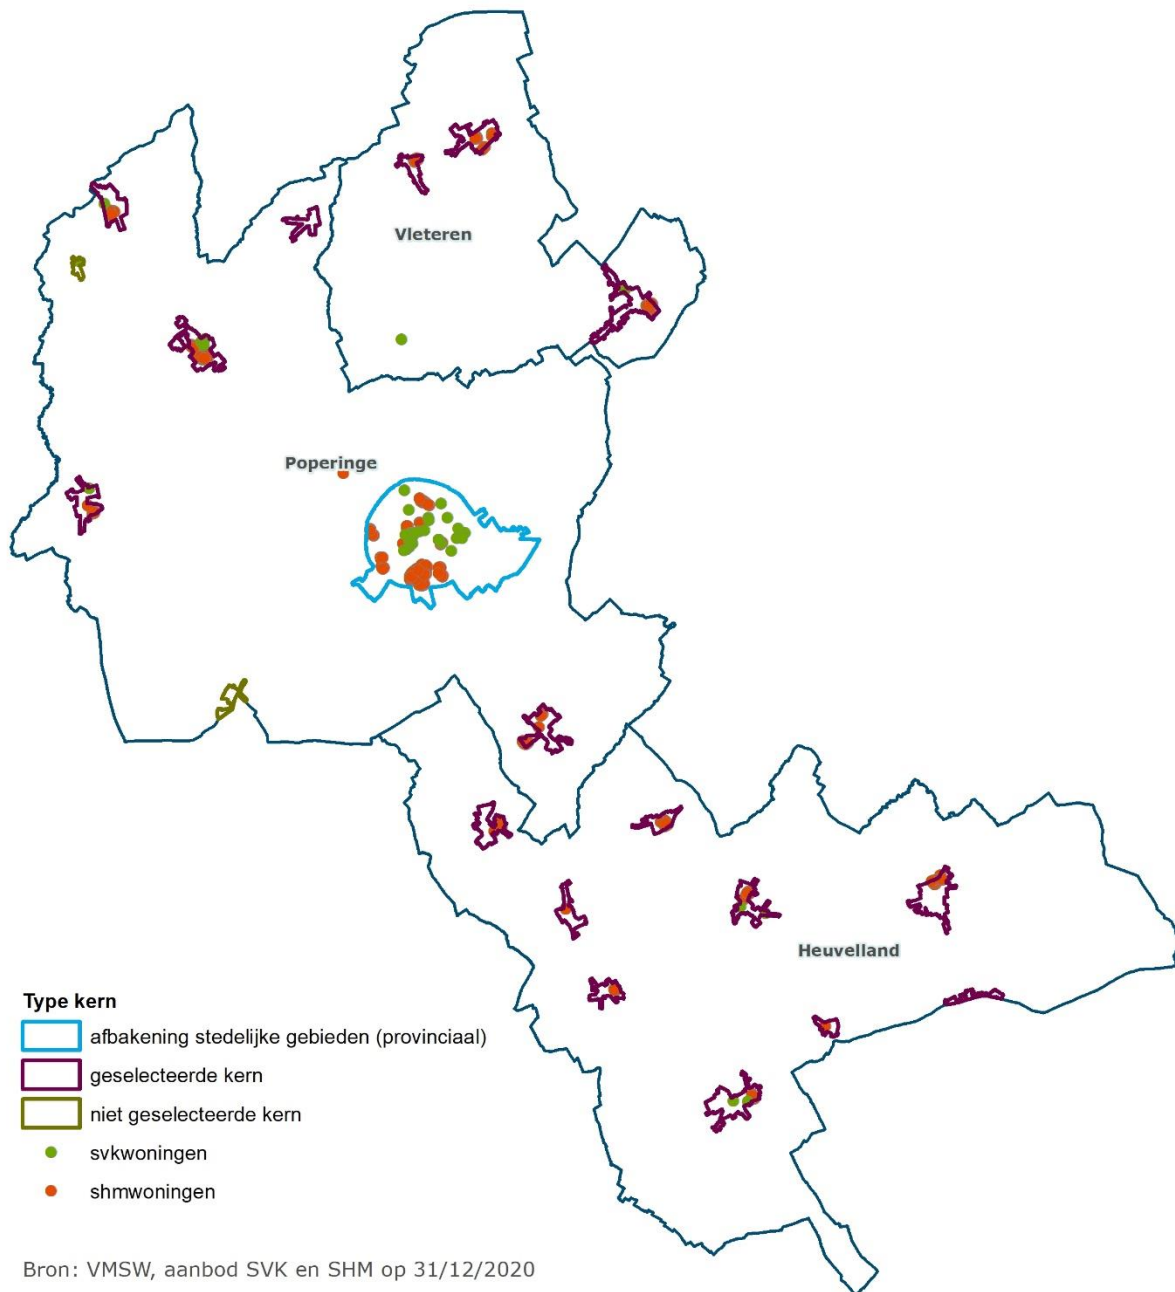 Vleteren
Poperinge
Heuvelland
Type kern
afbakening stedelijke gebieden (provinciaal)
geselecteerde kern
niet geselecteerde kern
svkwoningen
shmwoningen
Bron: VMSW, aanbod SVK en SHM op 31/12/2020